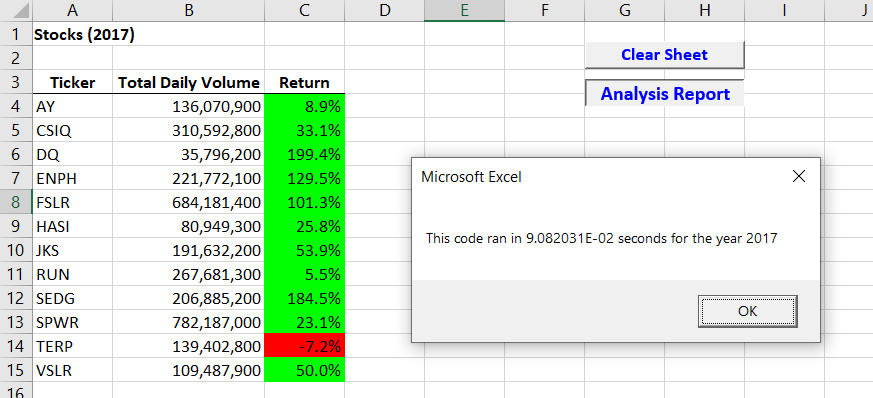 A B C D E F G H I J
1 Stocks (2017)
2 Clear Sheet
3 Ticker Total Daily Volume Return
4 AY 136,070,900 8.9% Analysis Report
5 CSIQ 310,592,800 33.1%
6 DQ 35,796,200 199.4%
7 ENPH 221,772,100 129.5% Microsoft Excel
8 FSLR 684,181,400 101.3%
9 HASI 80,949,300 25.8%
This code ran in 9.082031E-02 seconds for the year 2017
10 JKS 191,632,200 53.9%
11 RUN 267,681,300 5.5%
12 SEDG 206,885,200 184.5% OK
13 SPWR 782,187,000 23.1%
14 TERP 139,402,800 -7.2%
15 VSLR 109,487,900 50.0%
16